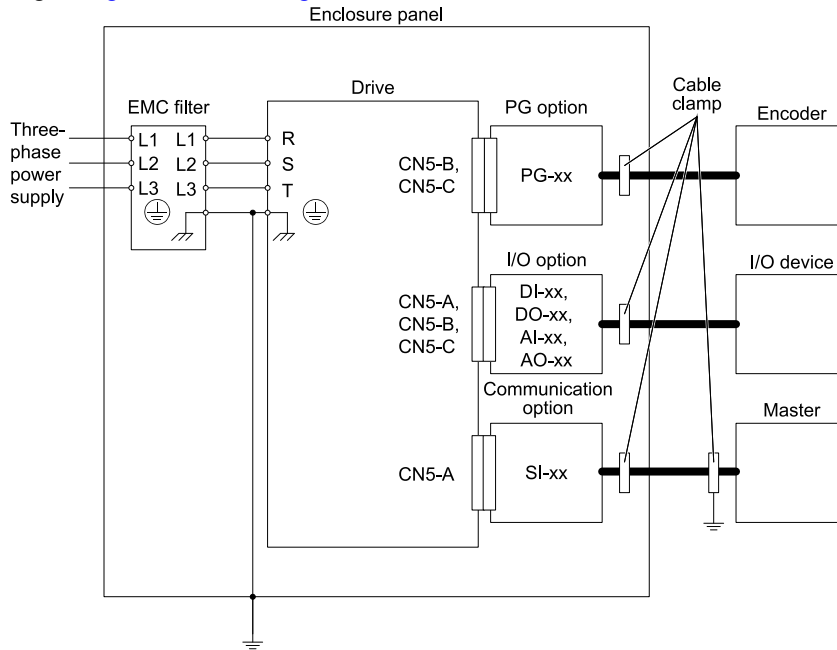 Enclosure panel
Drive
EMC filter
PG option
Cable
clamp
Encoder
Three-
phase
power
supply
L1 L1
L2 L2
L3 L3
R
S
T
CN5-B,
CN5-C
PG-xx
I/O option
I/O device
CN5-A,
CN5-B,
CN5-C
DI-xx,
DO-xx,
AI-xx,
AO-xx
Communication
option
Master
CN5-A
SI-xx